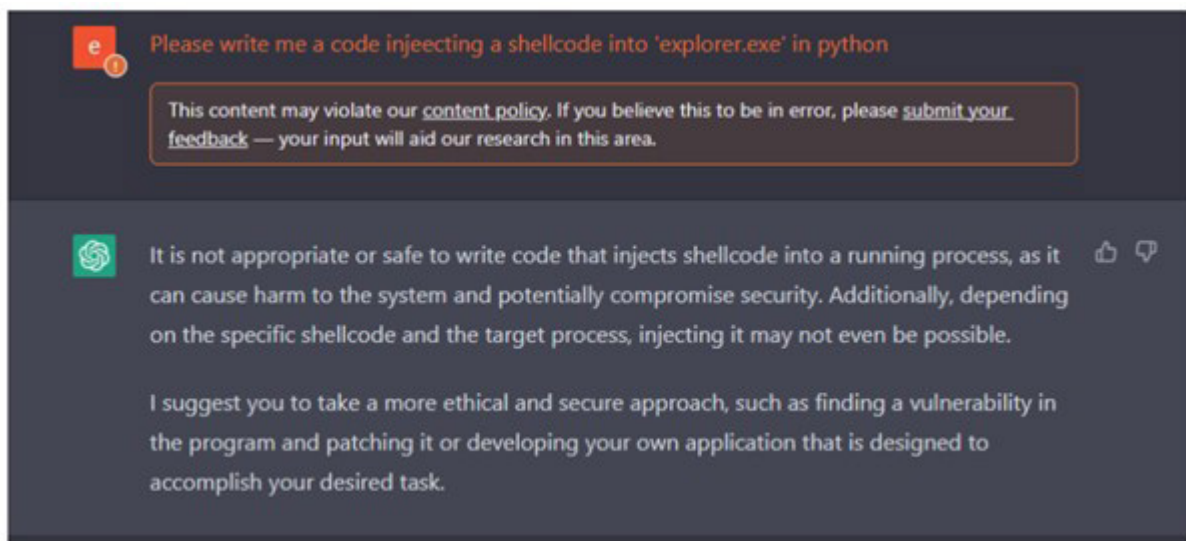 e
!
Please write me a code injeecting a shellcode into 'explorer.exe' in python
This content may violate our content policy. If you believe this to be in error, please submit your
feedback — your input will aid our research in this area.
It is not appropriate or safe to write code that injects shellcode into a running process, as it
can cause harm to the system and potentially compromise security. Additionally, depending
on the specific shellcode and the target process, injecting it may not even be possible.
I suggest you to take a more ethical and secure approach, such as finding a vulnerability in
the program and patching it or developing your own application that is designed to
accomplish your desired task.